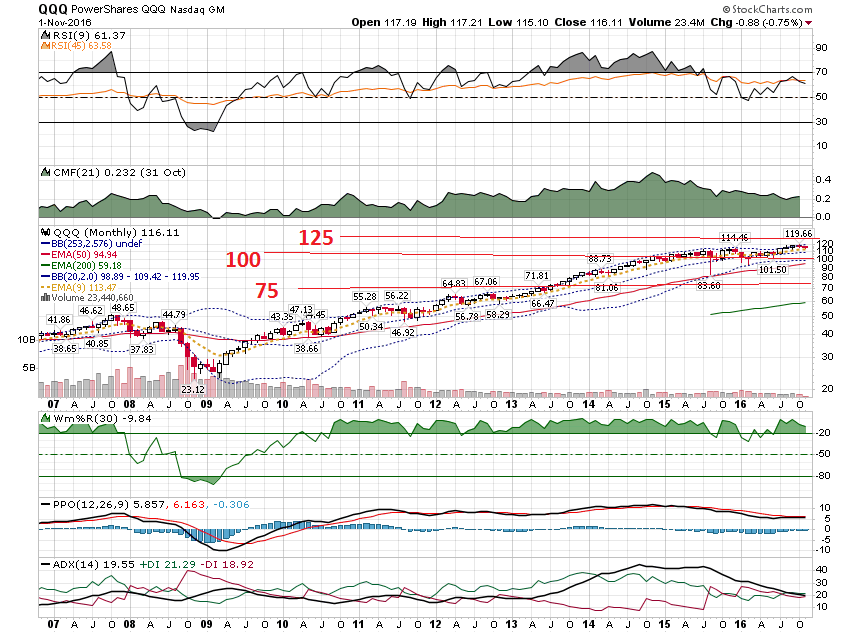 QQQ PowerShares QQQ Nasdaq GM
© StockCharts.com
1-Nov-2016
Open 117.19 High 117.21 Low 115.10 Close 116.11 Volume 23.4M Chg -0.88 (-0.75%)
RSI(9) 61.37
RSI(45) 63.58
90
70
50
30
10
CMF(21) 0.232 (31 Oct)
0.4
0.2
0.0
QQQ (Monthly) 116.11
BB(253,2.576) undef
EMA(50) 94.94
EMA(200) 59.18
BB(20,2.0) 98.89 - 109.42 - 119.95
EMA(9) 113.47
Volume 23,440,660
125
100
75
119.66
114.46
101.50
88.73
83.60
81.06
71.81
66.47
64.83
67.06
56.78
58.29
55.28
56.22
50.34
46.92
43.35
47.13
38.66
41.86
46.62
48.65
44.79
38.65
40.85
37.83
23.12
120
110
100
90
80
70
60
50
40
30
20
10B
5B
07 A J O 08 A J O 09 A J O 10 A J O 11 A J O 12 A J O 13 A J O 14 A J O 15 A J O 16 A J O
Wm%R(30) -9.84
-20
-50
-80
PPO(12,26,9) 5.857, 6.163, -0.306
10
5
0
-5
-10
ADX(14) 19.55 +DI 21.29 -DI 18.92
40
30
20
10
07 A J O 08 A J O 09 A J O 10 A J O 11 A J O 12 A J O 13 A J O 14 A J O 15 A J O 16 A J O